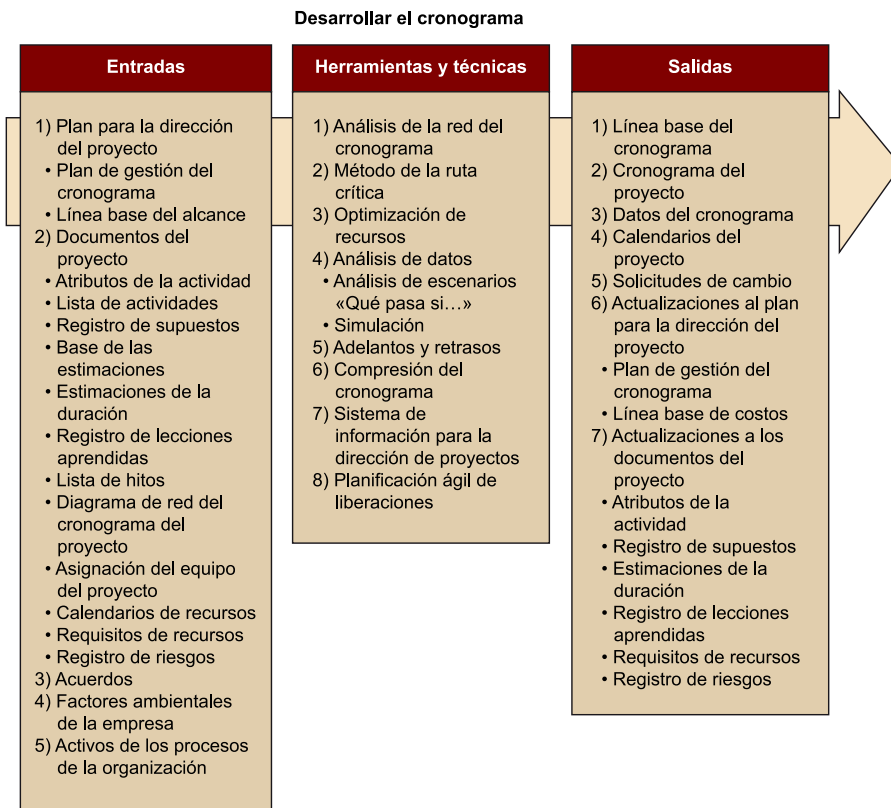 Desarrollar el cronograma
Entradas
1) Plan para la dirección
del proyecto
• Plan de gestión del
cronograma
• Línea base del alcance
2) Documentos del
proyecto
• Atributos de la actividad
• Lista de actividades
• Registro de supuestos
• Base de las
estimaciones
• Estimaciones de la
duración
• Registro de lecciones
aprendidas
• Lista de hitos
• Diagrama de red del
cronograma del
proyecto
• Asignación del equipo
del proyecto
• Calendarios de recursos
• Requisitos de recursos
• Registro de riesgos
3) Acuerdos
4) Factores ambientales
de la empresa
5) Activos de los procesos
de la organización
Herramientas y técnicas
1) Análisis de la red del
cronograma
2) Método de la ruta
crítica
3) Optimización de
recursos
4) Análisis de datos
• Análisis de escenarios
«Qué pasa si…»
• Simulación
5) Adelantos y retrasos
6) Compresión del
cronograma
7) Sistema de
información para la
dirección de proyectos
8) Planificación ágil de
liberaciones
Salidas
1) Línea base del
cronograma
2) Cronograma del
proyecto
3) Datos del cronograma
4) Calendarios del
proyecto
5) Solicitudes de cambio
6) Actualizaciones al plan
para la dirección del
proyecto
• Plan de gestión del
cronograma
• Línea base de costos
7) Actualizaciones a los
documentos del
proyecto
• Atributos de la
actividad
• Registro de supuestos
• Estimaciones de la
duración
• Registro de lecciones
aprendidas
• Requisitos de recursos
• Registro de riesgos